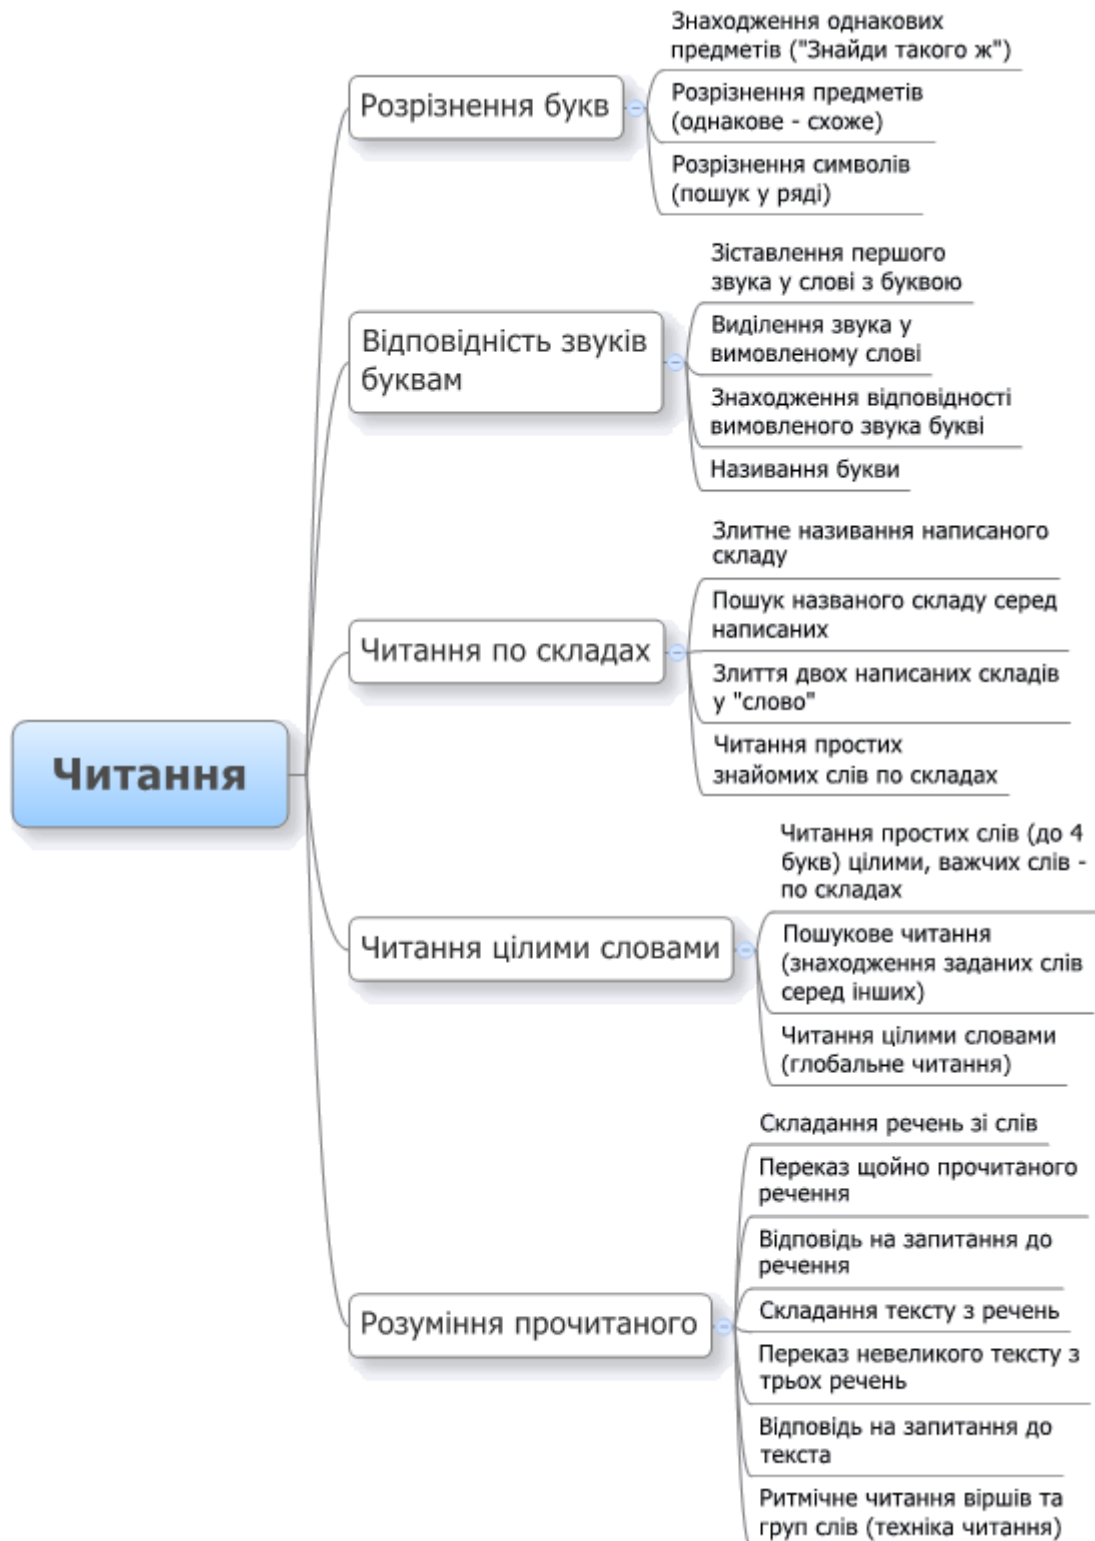 Знаходження однакових
предметів ("Знайди такого ж")
Розрізнення букв
Розрізнення предметів
(однакове - схоже)
Розрізнення символів
(пошук у ряді)
Зіставлення першого
звука у слові з буквою
Відповідність звуків
буквам
Виділення звука у
вимовленому слові
Знаходження відповідності
вимовленого звука букві
Називання букви
Злитне називання написаного
складу
Читання по складах
Пошук названого складу серед
написаних
Злиття двох написаних складів
у "слово"
Читання простих
знайомих слів по складах
Читання
Читання простих слів (до 4
букв) цілими, важчих слів -
по складах
Читання цілими словами
Пошукове читання
(знаходження заданих слів
серед інших)
Читання цілими словами
(глобальне читання)
Складання речень зі слів
Переказ щойно прочитаного
речення
Відповідь на запитання до
речення
Розуміння прочитаного
Складання тексту з речень
Переказ невеликого тексту з
трьох речень
Відповідь на запитання до
текста
Ритмічне читання віршів та
груп слів (техніка читання)